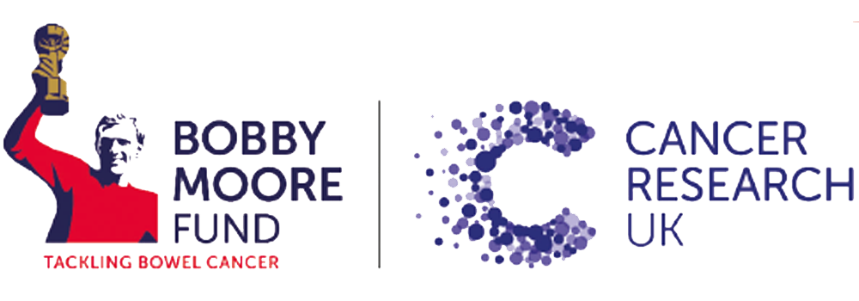 BOBBY
MOORE
FUND
TACKLING BOWEL CANCER
CANCER
RESEARCH
UK